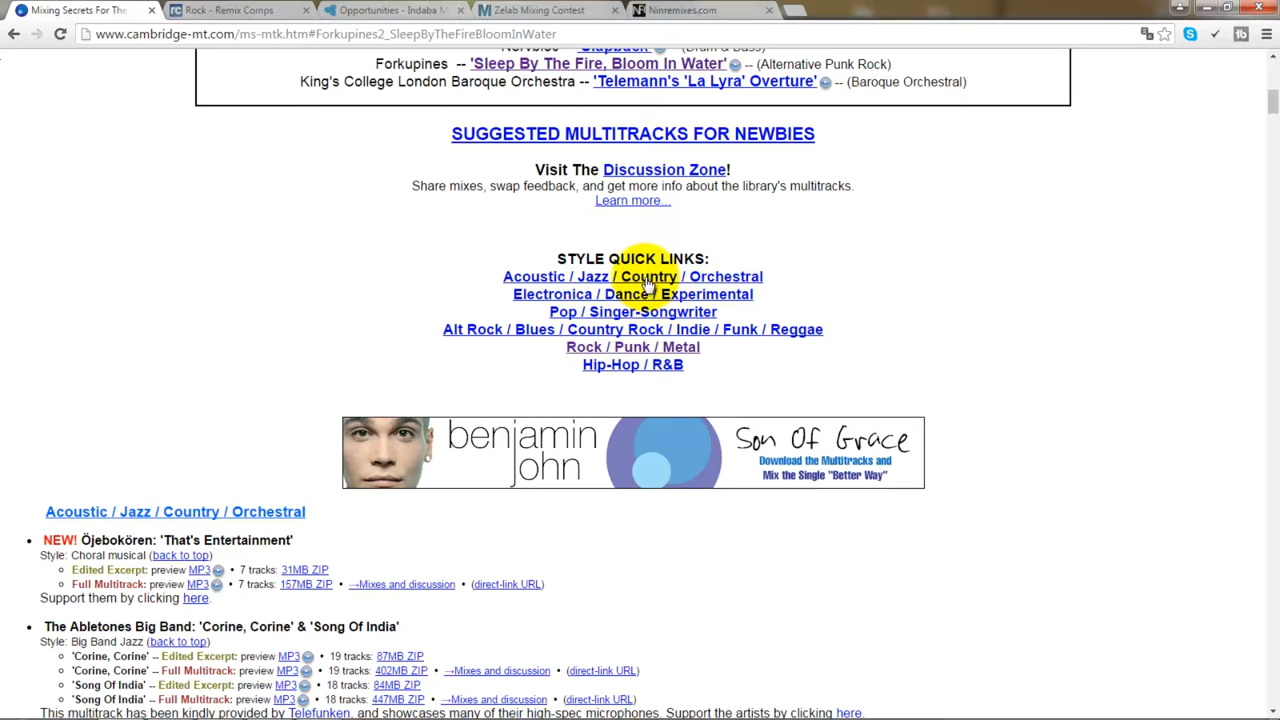 Mixing Secrets For The
Rock - Remix Comps
Opportunities - Indaba M
Zelab Mixing Contest
Ninremixes.com
www.cambridge-mt.com/ms-mtk.htm#Forkupines2_SleepByTheFireBloomInWater
Forkupines -- 'Sleep By The Fire, Bloom In Water' -- (Alternative Punk Rock)
King's College London Baroque Orchestra -- 'Telemann's 'La Lyra' Overture' -- (Baroque Orchestral)
SUGGESTED MULTITRACKS FOR NEWBIES
Visit The Discussion Zone!
Share mixes, swap feedback, and get more info about the library's multitracks.
Learn more...
STYLE QUICK LINKS:
Acoustic / Jazz / Country / Orchestral
Electronica / Dance / Experimental
Pop / Singer-Songwriter
Alt Rock / Blues / Country Rock / Indie / Funk / Reggae
Rock / Punk / Metal
Hip-Hop / R&B
benjamin john
Son Of Grace
Download the Multitracks and
Mix the Single "Better Way"
Acoustic / Jazz / Country / Orchestral
NEW! Öjebokören: 'That's Entertainment'
Style: Choral musical (back to top)
Edited Excerpt: preview MP3 • 7 tracks: 31MB ZIP
Full Multitrack: preview MP3 • 7 tracks: 157MB ZIP • →Mixes and discussion • (direct-link URL)
Support them by clicking here.
The Abletones Big Band: 'Corine, Corine' & 'Song Of India'
Style: Big Band Jazz (back to top)
'Corine, Corine' -- Edited Excerpt: preview MP3 • 19 tracks: 87MB ZIP
'Corine, Corine' -- Full Multitrack: preview MP3 • 19 tracks: 402MB ZIP • →Mixes and discussion • (direct-link URL)
'Song Of India' -- Edited Excerpt: preview MP3 • 18 tracks: 84MB ZIP
'Song Of India' -- Full Multitrack: preview MP3 • 18 tracks: 447MB ZIP • →Mixes and discussion • (direct-link URL)
This multitrack has been kindly provided by Telefunken, and showcases many of their high-spec microphones. Support the artists by clicking here.